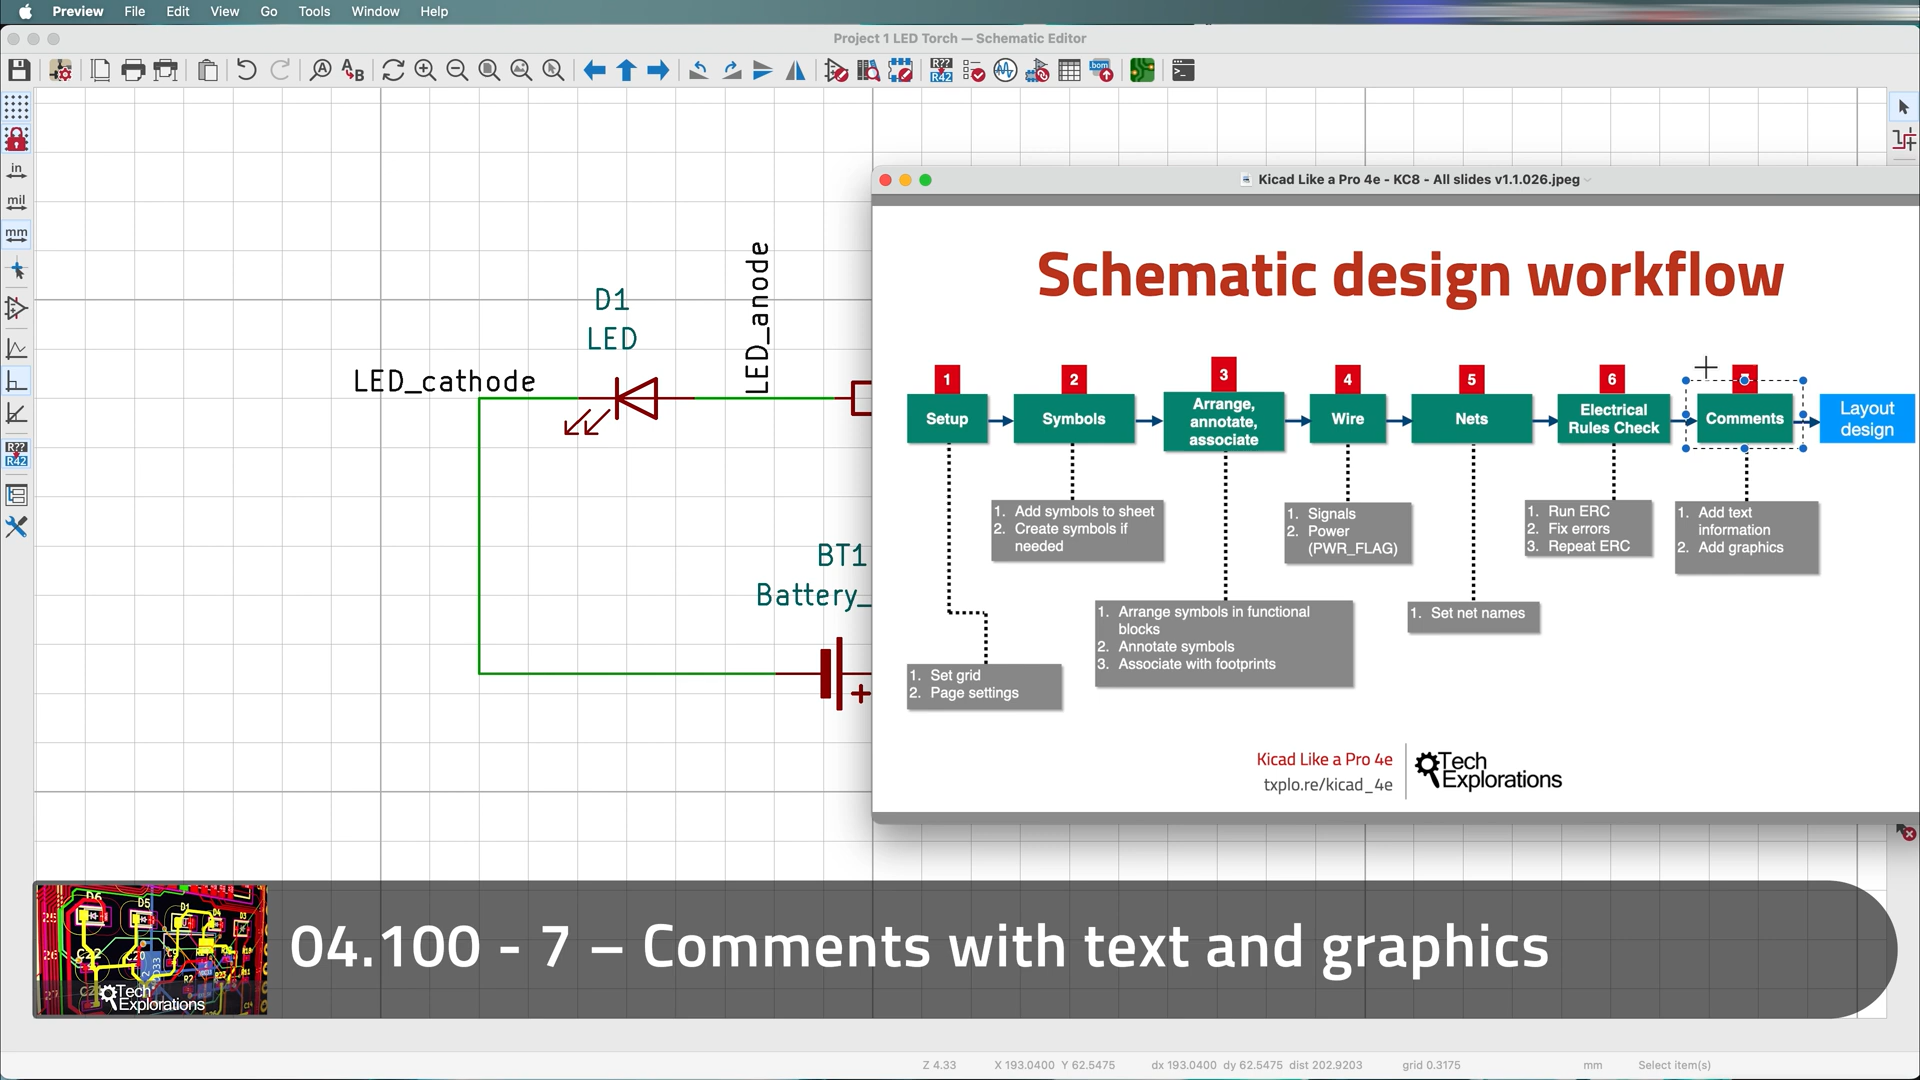 Preview File Edit View Go Tools Window Help
Project 1 LED Torch — Schematic Editor
in
mil
mm
R??
R42
R??
R42
bom
D1
LED
LED_anode
LED_cathode
BT1
Battery_
+
Kicad Like a Pro 4e - KC8 - All slides v1.1.026.jpeg
Schematic design workflow
1
2
3
4
5
6
Setup
Symbols
Arrange,
annotate,
associate
Wire
Nets
Electrical
Rules Check
Comments
Layout
design
1. Add symbols to sheet
2. Create symbols if
needed
1. Signals
2. Power
(PWR_FLAG)
1. Run ERC
2. Fix errors
3. Repeat ERC
1. Add text
information
2. Add graphics
1. Arrange symbols in functional
blocks
2. Annotate symbols
3. Associate with footprints
1. Set net names
1. Set grid
2. Page settings
Kicad Like a Pro 4e
txplo.re/kicad_4e
Tech
Explorations
04.100 - 7 – Comments with text and graphics
D5
D1
Tech
Explorations
Z 4.33 X 193.0400 Y 62.5475 dx 193.0400 dy 62.5475 dist 202.9203 grid 0.3175 mm Select item(s)